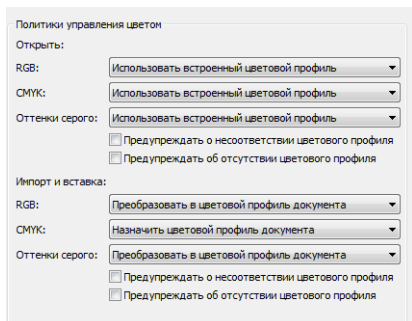 Политики управления цветом
Открыть:
RGB: Использовать встроенный цветовой профиль
CMYK: Использовать встроенный цветовой профиль
Оттенки серого: Использовать встроенный цветовой профиль
Предупреждать о несоответствии цветового профиля
Предупреждать об отсутствии цветового профиля
Импорт и вставка:
RGB: Преобразовать в цветовой профиль документа
CMYK: Назначить цветовой профиль документа
Оттенки серого: Преобразовать в цветовой профиль документа
Предупреждать о несоответствии цветового профиля
Предупреждать об отсутствии цветового профиля